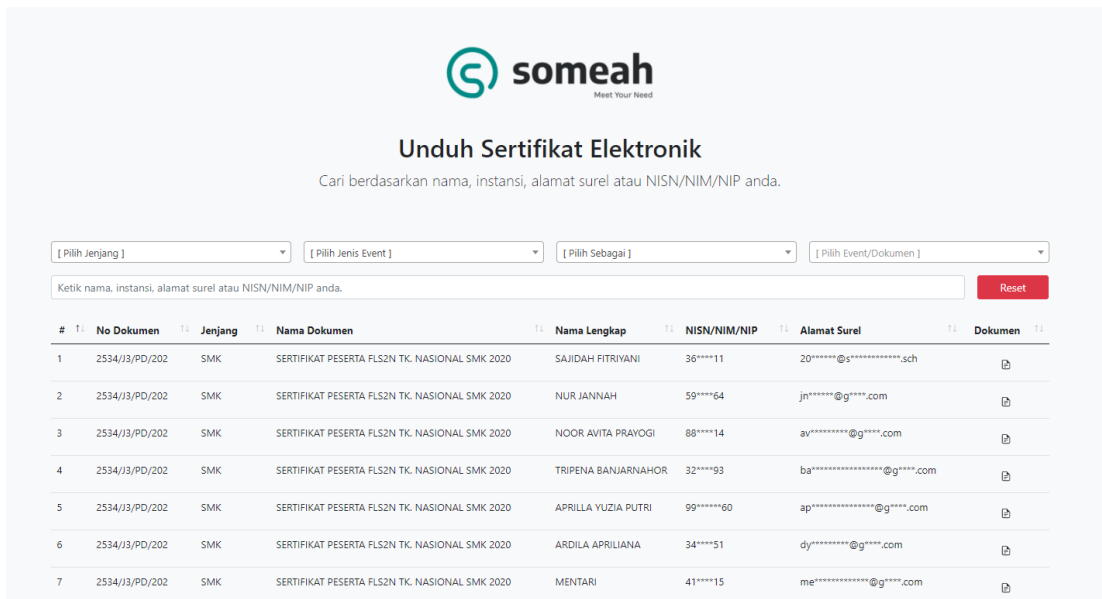 someah
Meet Your Need
Unduh Sertifikat Elektronik
Cari berdasarkan nama, instansi, alamat surel atau NISN/NIM/NIP anda.
[ Pilih Jenjang ] [ Pilih Jenis Event ] [ Pilih Sebagai ] [ Pilih Event/Dokumen ]
Ketik nama, instansi, alamat surel atau NISN/NIM/NIP anda. Reset
# No Dokumen Jenjang Nama Dokumen Nama Lengkap NISN/NIM/NIP Alamat Surel Dokumen
1 2534/J3/PD/202 SMK SERTIFIKAT PESERTA FLS2N TK. NASIONAL SMK 2020 SAJIDAH FITRIYANI 36****11 20******@s************.sch
2 2534/J3/PD/202 SMK SERTIFIKAT PESERTA FLS2N TK. NASIONAL SMK 2020 NUR JANNAH 59****64 jn******@g****.com
3 2534/J3/PD/202 SMK SERTIFIKAT PESERTA FLS2N TK. NASIONAL SMK 2020 NOOR AVITA PRAYOGI 88****14 av*********@g****.com
4 2534/J3/PD/202 SMK SERTIFIKAT PESERTA FLS2N TK. NASIONAL SMK 2020 TRIPENA BANJARNAHOR 32****93 ba*****************@g****.com
5 2534/J3/PD/202 SMK SERTIFIKAT PESERTA FLS2N TK. NASIONAL SMK 2020 APRILLA YUZIA PUTRI 99******60 ap***************@g****.com
6 2534/J3/PD/202 SMK SERTIFIKAT PESERTA FLS2N TK. NASIONAL SMK 2020 ARDILA APRILIANA 34****51 dy*********@g****.com
7 2534/J3/PD/202 SMK SERTIFIKAT PESERTA FLS2N TK. NASIONAL SMK 2020 MENTARI 41****15 me*************@g****.com